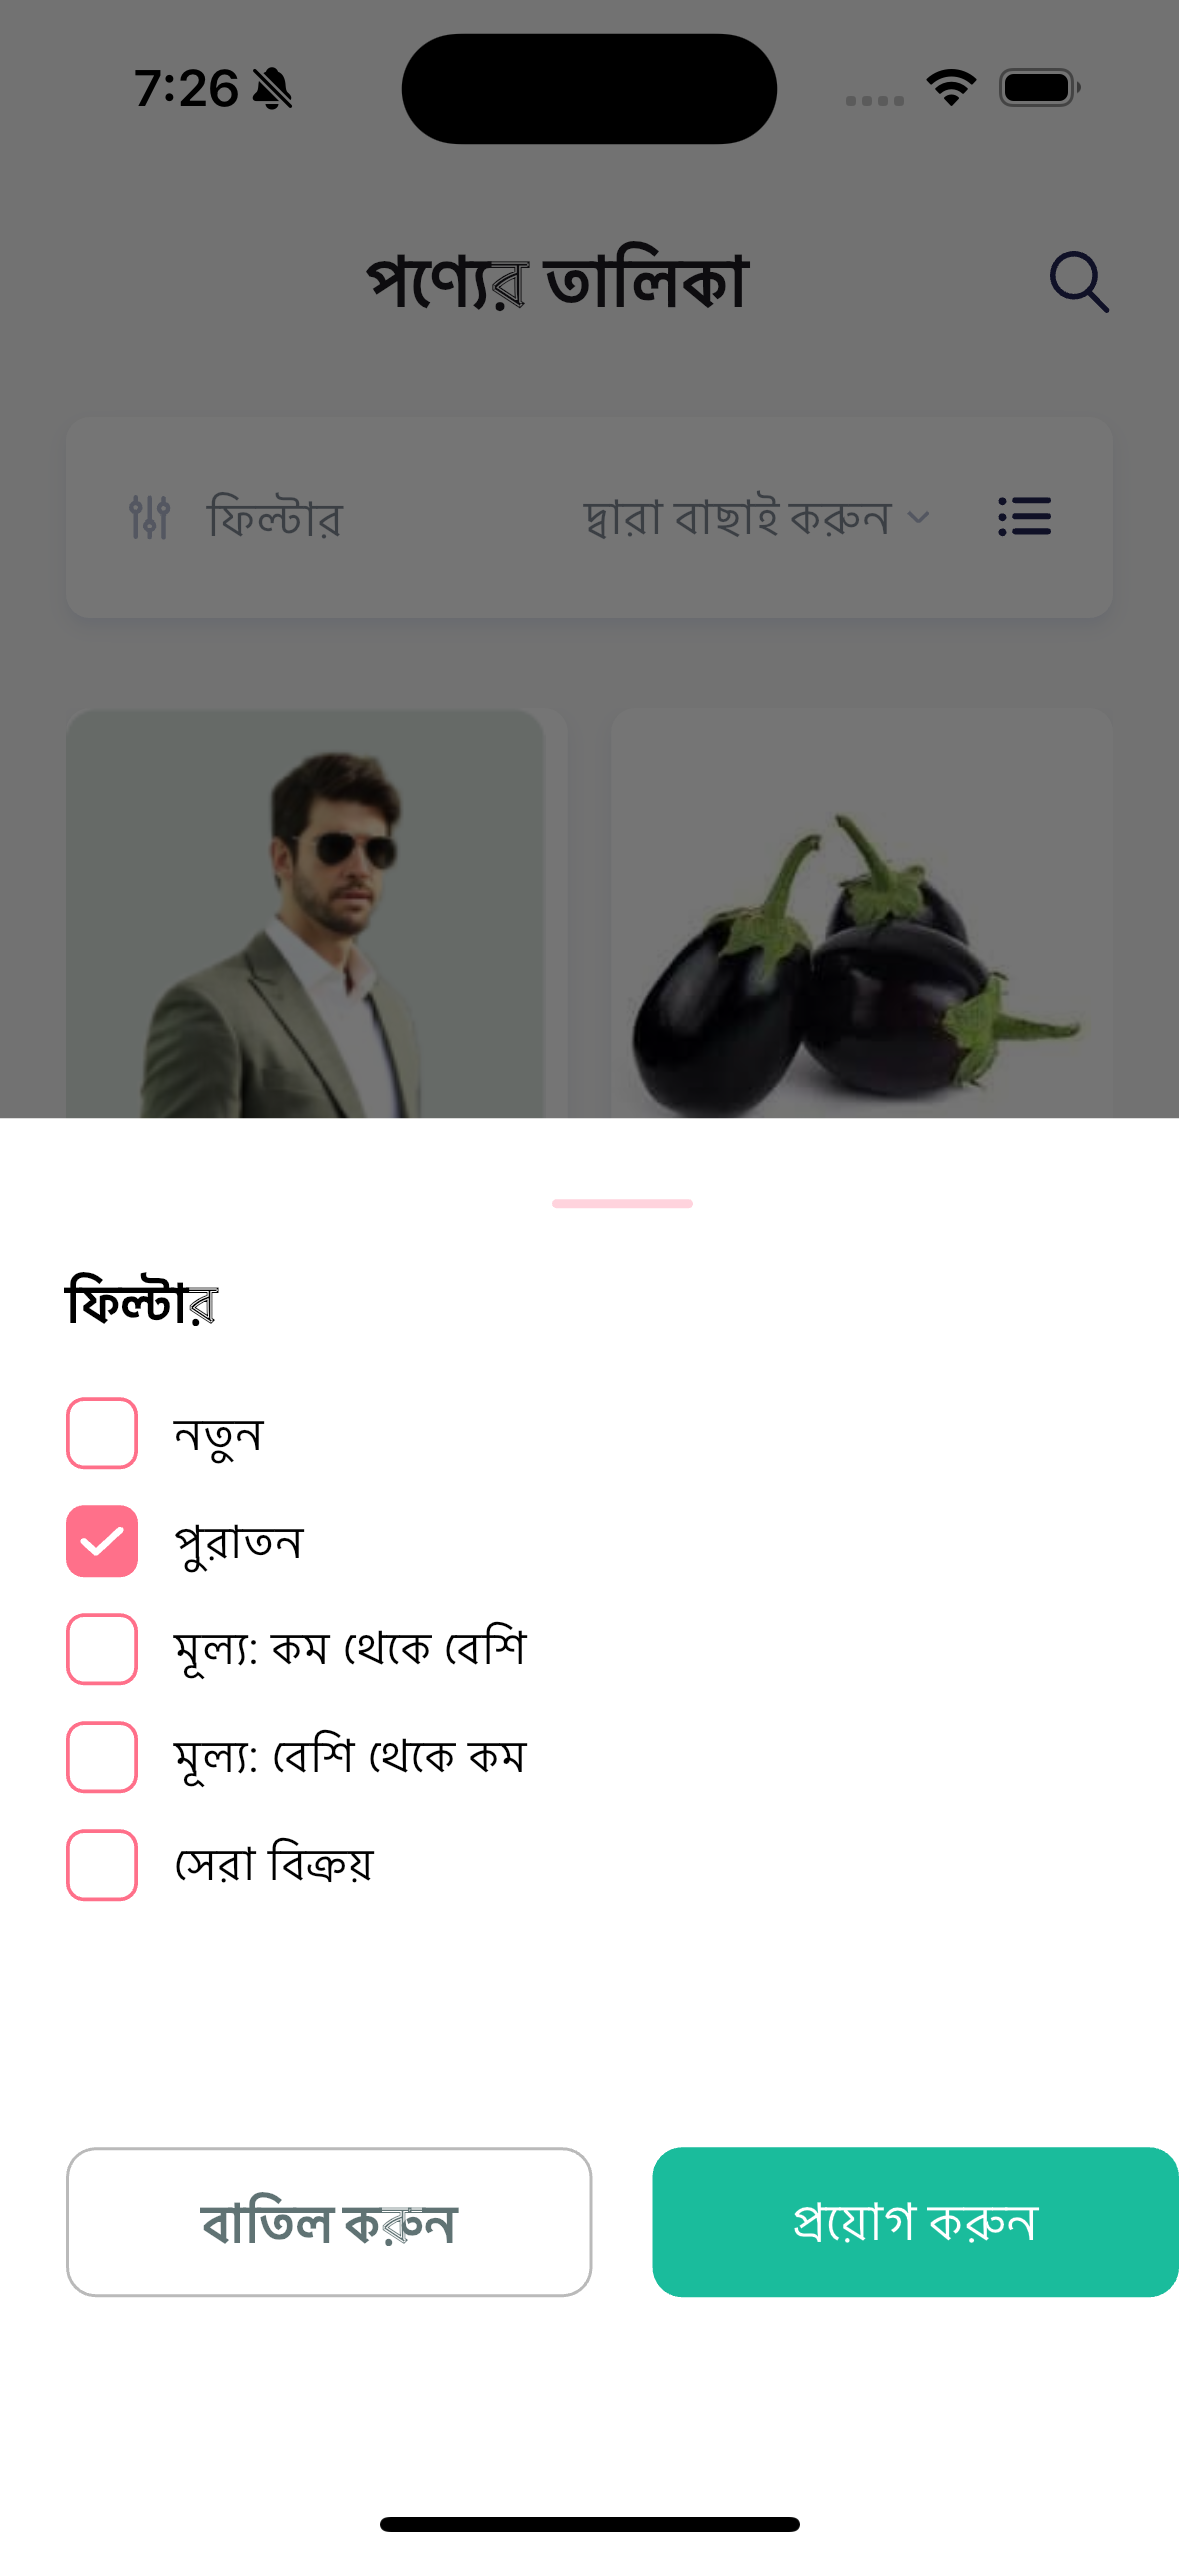 7:26
পণ্যের তালিকা
ফিল্টার
দ্বারা বাছাই করুন
ফিল্টার
নতুন
পুরাতন
মূল্য: কম থেকে বেশি
মূল্য: বেশি থেকে কম
সেরা বিক্রয়
বাতিল করুন
প্রয়োগ করুন